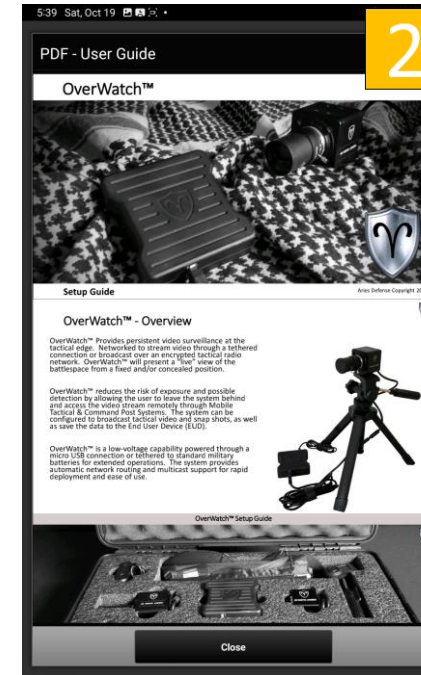 5:39 Sat, Oct 19
2
PDF - User Guide
OverWatch™
Setup Guide
Aries Defense Copyright 20
OverWatch™ - Overview
OverWatch™ Provides persistent video surveillance at the
tactical edge. Networked to stream video through a tethered
connection or broadcast over an encrypted tactical radio
network. OverWatch™ will present a "live" view of the
battlespace from a fixed and/or concealed position.
OverWatch™ reduces the risk of exposure and possible
detection by allowing the user to leave the system behind
and access the video stream remotely through Mobile
Tactical & Command Post Systems. The system can be
configured to broadcast tactical video and snap shots, as well
as save the data to the End User Device (EUD).
OverWatch™ is a low-voltage capability powered through a
micro USB connection or tethered to standard military
batteries for extended operations. The system provides
automatic network routing and multicast support for rapid
deployment and ease of use.
OverWatch™ Setup Guide
Close